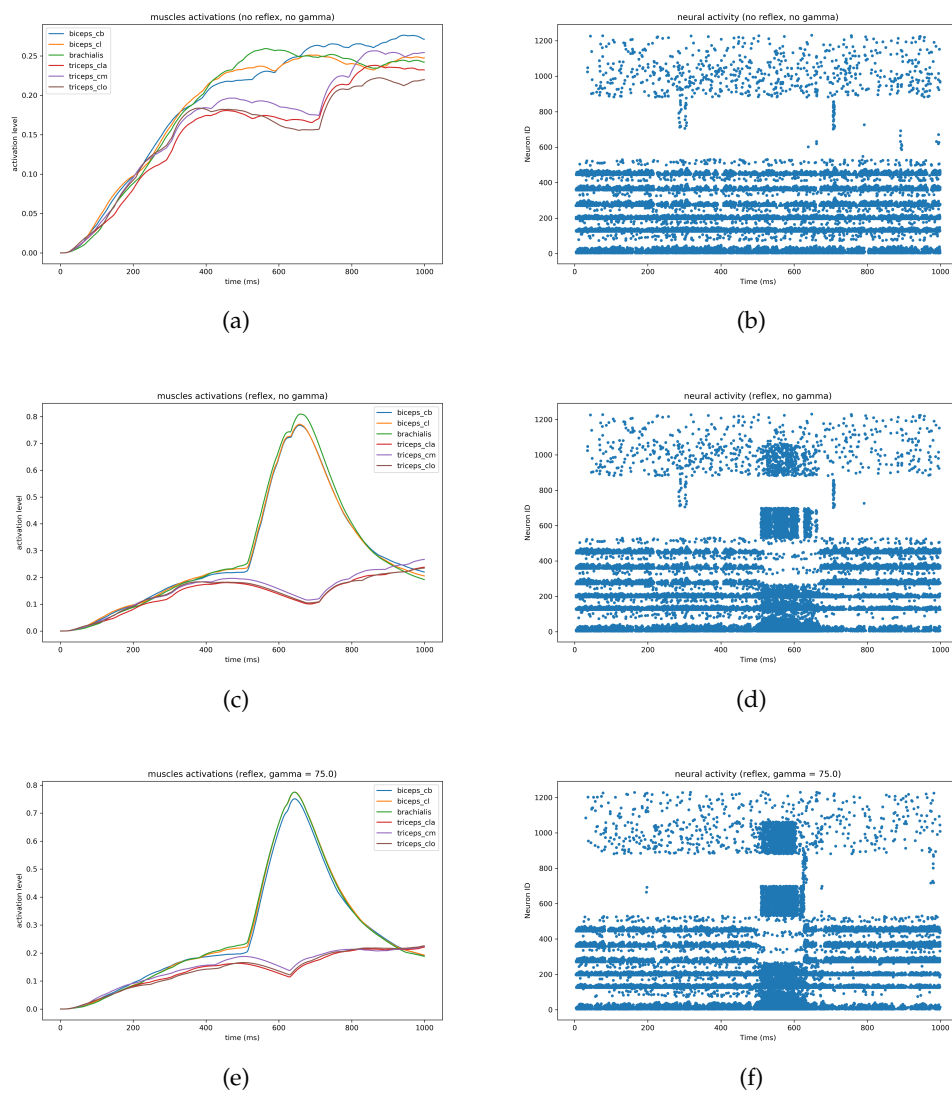 muscles activations (no reflex, no gamma)
biceps_cb
biceps_cl
brachialis
triceps_cla
triceps_cm
triceps_clo
activation level
0.25
0.20
0.15
0.10
0.05
0.00
0 200 400 600 800 1000
time (ms)
(a)
neural activity (no reflex, no gamma)
Neuron ID
1200
1000
800
600
400
200
0
0 200 400 600 800 1000
Time (ms)
(b)
muscles activations (reflex, no gamma)
biceps_cb
biceps_cl
brachialis
triceps_cla
triceps_cm
triceps_clo
activation level
0.8
0.7
0.6
0.5
0.4
0.3
0.2
0.1
0.0
0 200 400 600 800 1000
time (ms)
(c)
neural activity (reflex, no gamma)
Neuron ID
1200
1000
800
600
400
200
0
0 200 400 600 800 1000
Time (ms)
(d)
muscles activations (reflex, gamma = 75.0)
biceps_cb
biceps_cl
brachialis
triceps_cla
triceps_cm
triceps_clo
activation level
0.8
0.7
0.6
0.5
0.4
0.3
0.2
0.1
0.0
0 200 400 600 800 1000
time (ms)
(e)
neural activity (reflex, gamma = 75.0)
Neuron ID
1200
1000
800
600
400
200
0
0 200 400 600 800 1000
Time (ms)
(f)